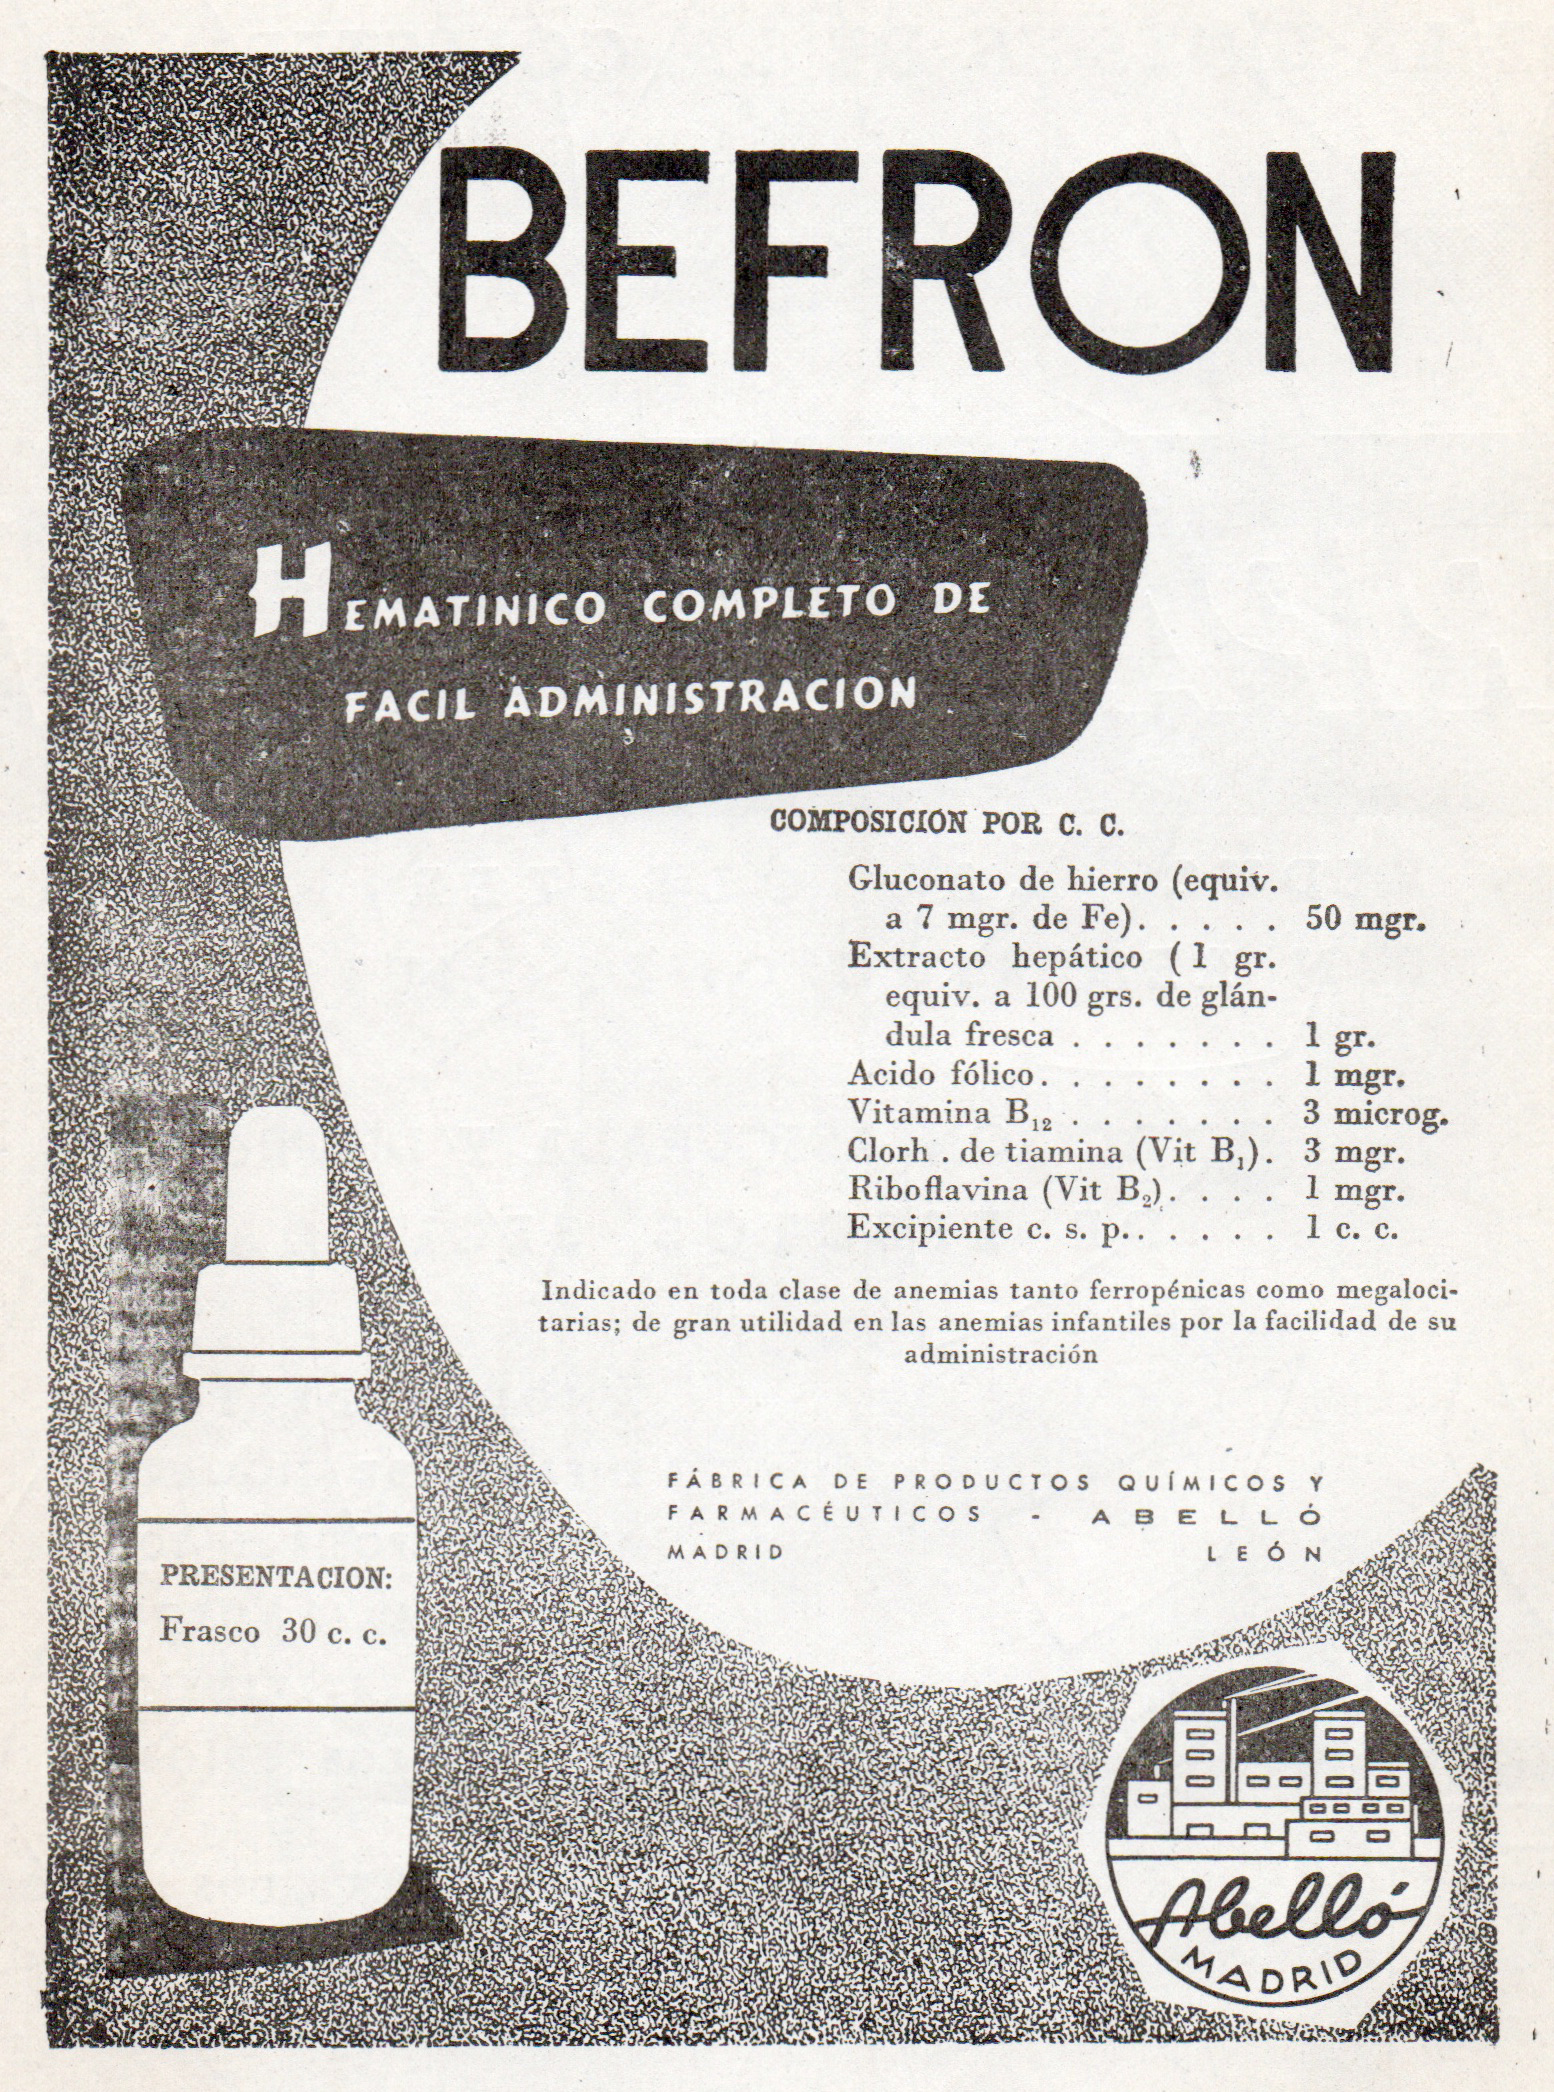 BEFRON
HEMATINICO COMPLETO DE
FACIL ADMINISTRACION
COMPOSICIÓN POR C. C.
Gluconato de hierro (equiv.
a 7 mgr. de Fe). . . . . 50 mgr.
Extracto hepático (1 gr.
equiv. a 100 grs. de glán-
dula fresca . . . . . . . 1 gr.
Acido fólico. . . . . . . . 1 mgr.
Vitamina B₁₂ . . . . . . . 3 microg.
Clorh . de tiamina (Vit B₁). 3 mgr.
Riboflavina (Vit B₂). . . . 1 mgr.
Excipiente c. s. p.. . . . . 1 c. c.
Indicado en toda clase de anemias tanto ferropénicas como megaloci-
tarias; de gran utilidad en las anemias infantiles por la facilidad de su
administración
FÁBRICA DE PRODUCTOS QUÍMICOS Y
FARMACÉUTICOS - ABELLÓ
MADRID LEÓN
PRESENTACION:
Frasco 30 c. c.
Abelló
MADRID